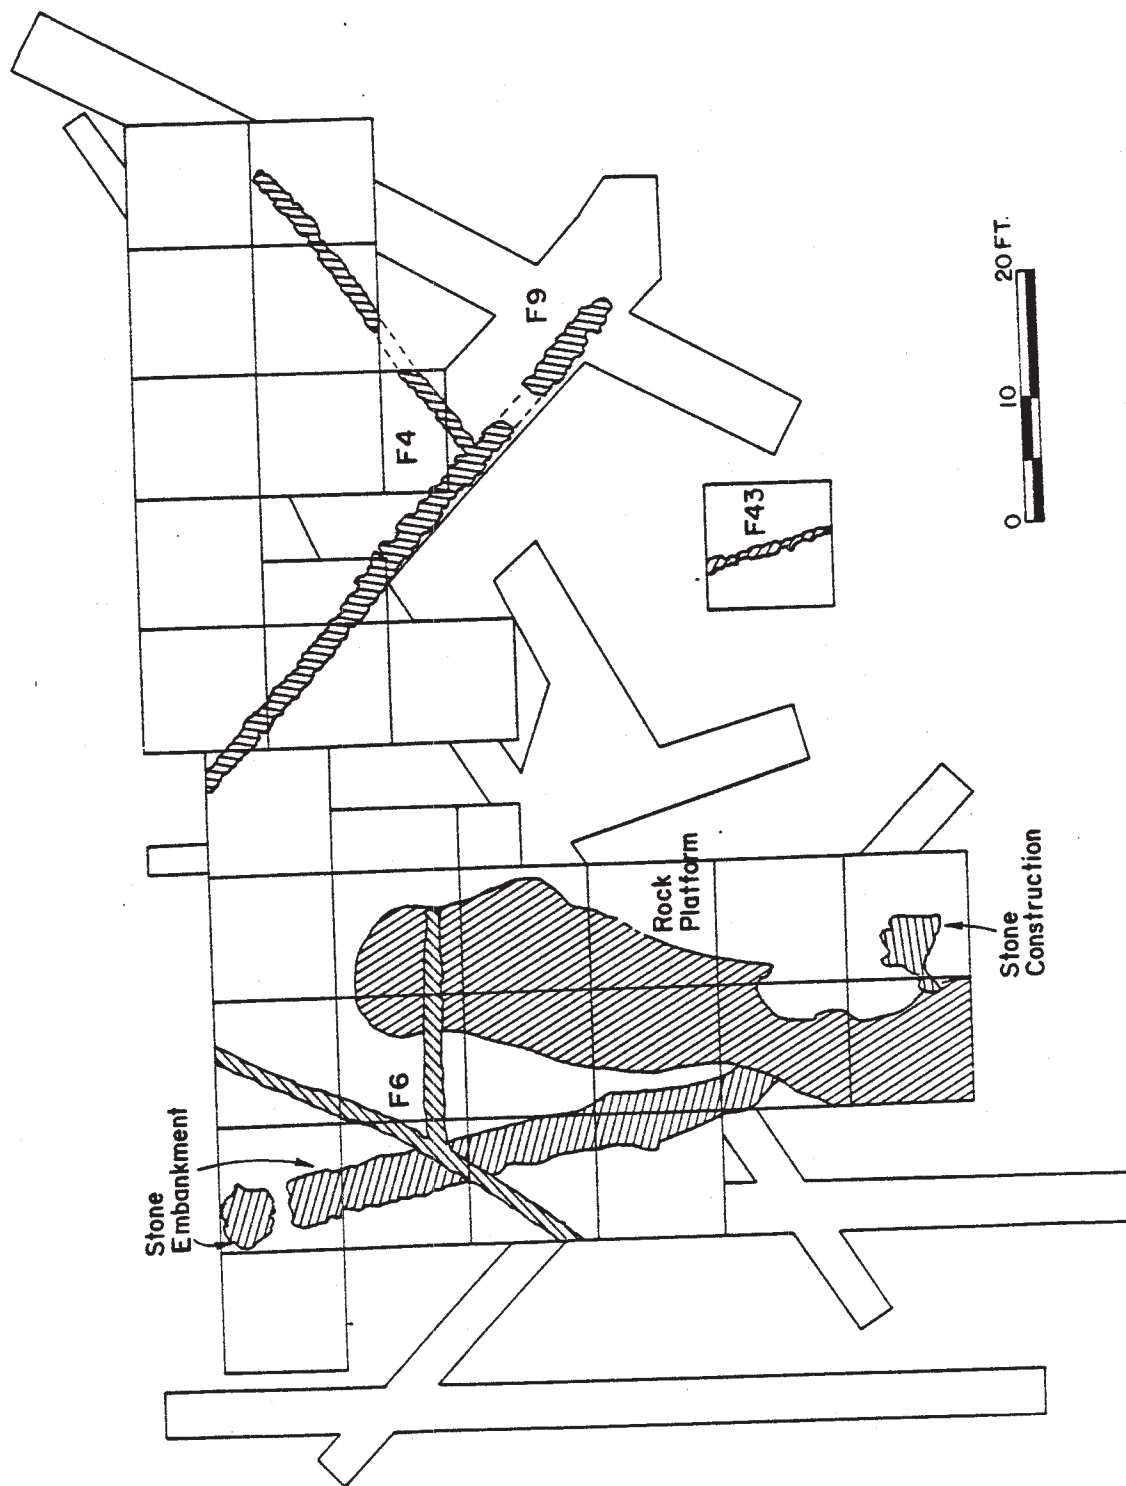 Stone
Embankment
F6
Rock
Platform
Stone
Construction
F4
F9
F43
0 10 20 FT.